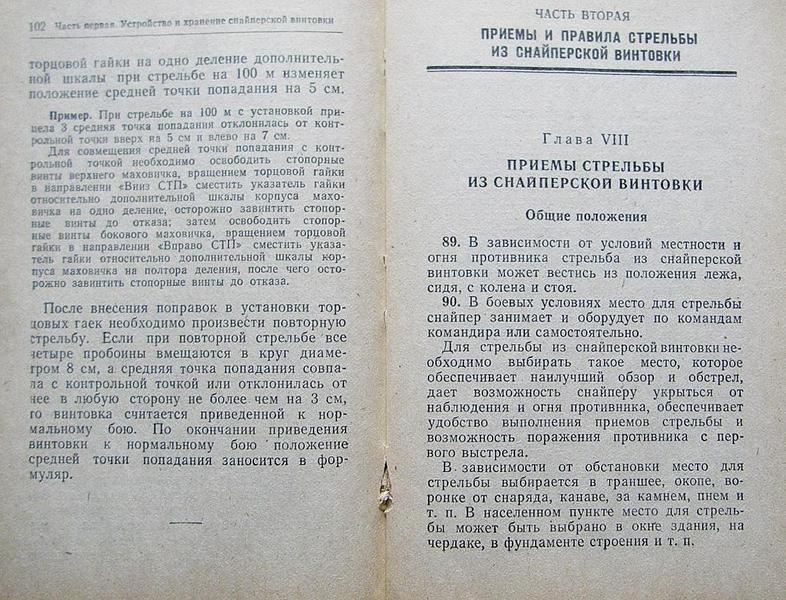 102 Часть первая. Устройство и хранение снайперской винтовки
торцовой гайки на одно деление дополнитель-
ной шкалы при стрельбе на 100 м изменяет
положение средней точки попадания на 5 см.
Пример. При стрельбе на 100 м с установкой при-
цела 3 средняя точка попадания отклонилась от конт-
рольной точки вверх на 5 см и влево на 7 см.
Для совмещения средней точки попадания с конт-
рольной точкой необходимо освободить стопорные
винты верхнего маховичка, вращением торцовой гайки
в направлении «Вниз СТП» сместить указатель гайки
относительно дополнительной шкалы корпуса махо-
вичка на одно деление, осторожно завинтить стопор-
ные винты до отказа; затем освободить стопор-
ные винты бокового маховичка, вращением торцовой
гайки в направлении «Вправо СТП» сместить указа-
тель гайки относительно дополнительной шкалы кор-
пуса маховичка на полтора деления, после чего осто-
рожно завинтить стопорные винты до отказа.
После внесения поправок в установки тор-
цовых гаек необходимо произвести повторную
стрельбу. Если при повторной стрельбе все
четыре пробоины вмещаются в круг диаме-
тром 8 см, а средняя точка попадания совпа-
ла с контрольной точкой или отклонилась от
нее в любую сторону не более чем на 3 см,
то винтовка считается приведенной к нор-
мальному бою. По окончании приведения
винтовки к нормальному бою положение
средней точки попадания заносится в фор-
муляр.
ЧАСТЬ ВТОРАЯ
ПРИЕМЫ И ПРАВИЛА СТРЕЛЬБЫ
ИЗ СНАЙПЕРСКОЙ ВИНТОВКИ
Глава VIII
ПРИЕМЫ СТРЕЛЬБЫ
ИЗ СНАЙПЕРСКОЙ ВИНТОВКИ
Общие положения
89. В зависимости от условий местности и
огня противника стрельба из снайперской
винтовки может вестись из положения лежа,
сидя, с колена и стоя.
90. В боевых условиях место для стрельбы
снайпер занимает и оборудует по командам
командира или самостоятельно.
Для стрельбы из снайперской винтовки не-
обходимо выбирать такое место, которое
обеспечивает наилучший обзор и обстрел,
дает возможность снайперу укрыться от
наблюдения и огня противника, обеспечивает
удобство выполнения приемов стрельбы и
возможность поражения противника с пер-
вого выстрела.
В зависимости от обстановки место для
стрельбы выбирается в траншее, окопе, во-
ронке от снаряда, канаве, за камнем, пнем и
т. п. В населенном пункте место для стрель-
бы может быть выбрано в окне здания, на
чердаке, в фундаменте строения и т. п.